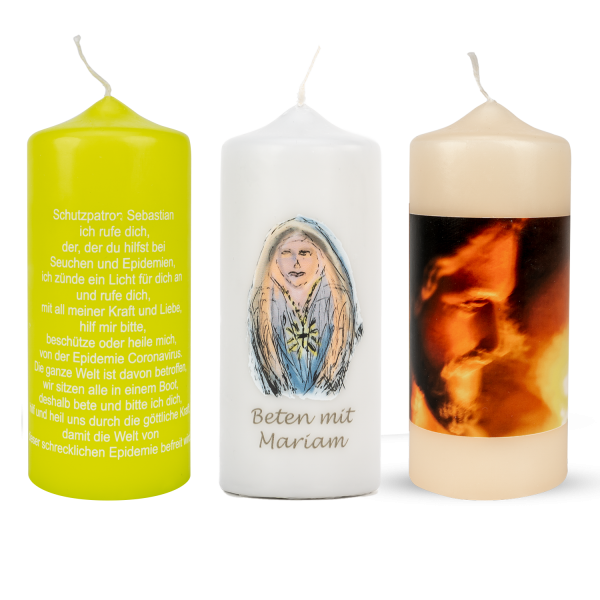 Schutzpatron Sebastian
ich rufe dich,
der, der du hilfst bei
Seuchen und Epidemien,
ich zünde ein Licht für dich an
und rufe dich,
mit all meiner Kraft und Liebe,
hilf mir bitte,
beschütze oder heile mich,
von der Epidemie Coronavirus.
Die ganze Welt ist davon betroffen,
wir sitzen alle in einem Boot,
deshalb bete und bitte ich dich,
und heil uns durch die göttliche
damit die Welt von
schrecklichen Epidemie befreit
Beten mit
Mariam